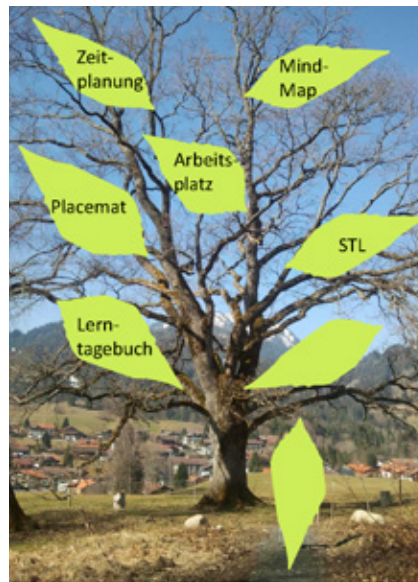 Zeit-
planung
Mind-
Map
Arbeits
platz
Placemat
STL
Lern-
tagebuch